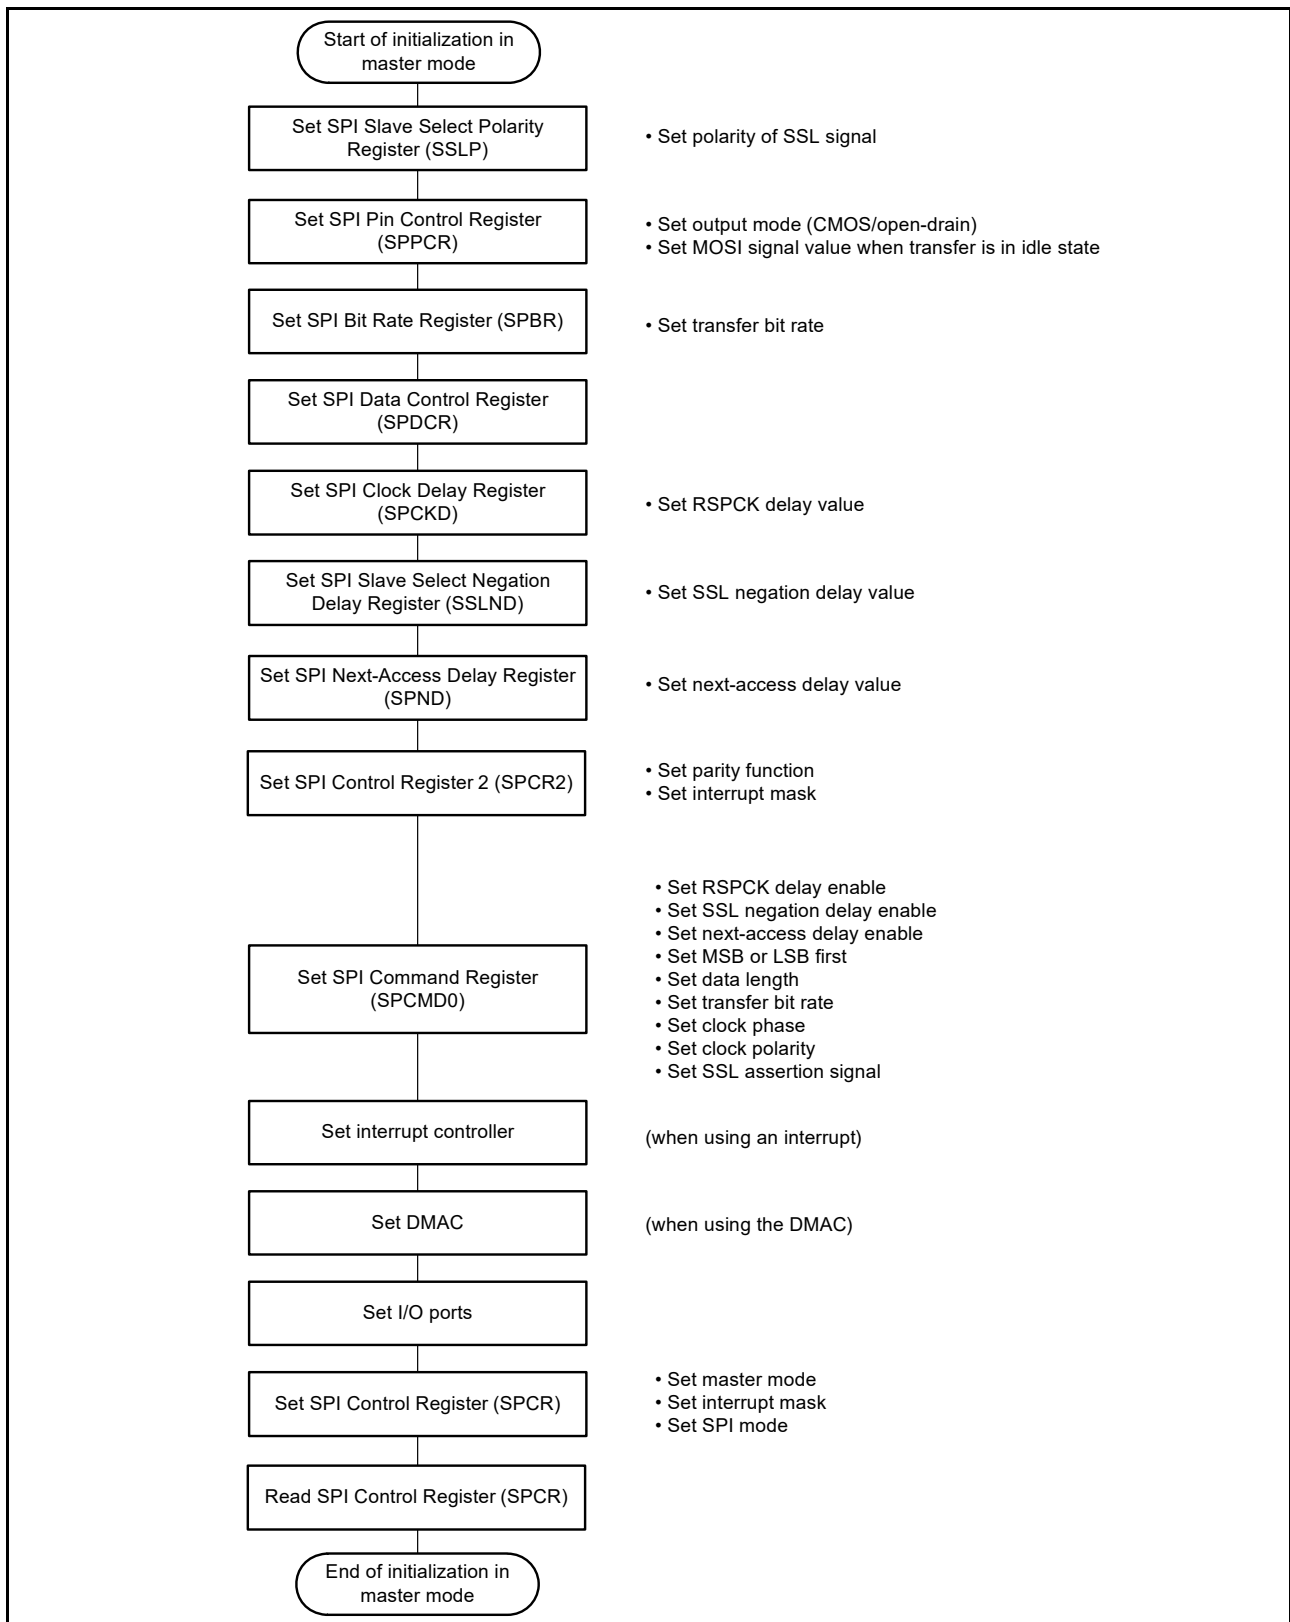 Start of initialization in
master mode
Set SPI Slave Select Polarity
Register (SSLP)
• Set polarity of SSL signal
Set SPI Pin Control Register
(SPPCR)
• Set output mode (CMOS/open-drain)
• Set MOSI signal value when transfer is in idle state
Set SPI Bit Rate Register (SPBR)
• Set transfer bit rate
Set SPI Data Control Register
(SPDCR)
Set SPI Clock Delay Register
(SPCKD)
• Set RSPCK delay value
Set SPI Slave Select Negation
Delay Register (SSLND)
• Set SSL negation delay value
Set SPI Next-Access Delay Register
(SPND)
• Set next-access delay value
Set SPI Control Register 2 (SPCR2)
• Set parity function
• Set interrupt mask
Set SPI Command Register
(SPCMD0)
• Set RSPCK delay enable
• Set SSL negation delay enable
• Set next-access delay enable
• Set MSB or LSB first
• Set data length
• Set transfer bit rate
• Set clock phase
• Set clock polarity
• Set SSL assertion signal
Set interrupt controller
(when using an interrupt)
Set DMAC
(when using the DMAC)
Set I/O ports
Set SPI Control Register (SPCR)
• Set master mode
• Set interrupt mask
• Set SPI mode
Read SPI Control Register (SPCR)
End of initialization in
master mode